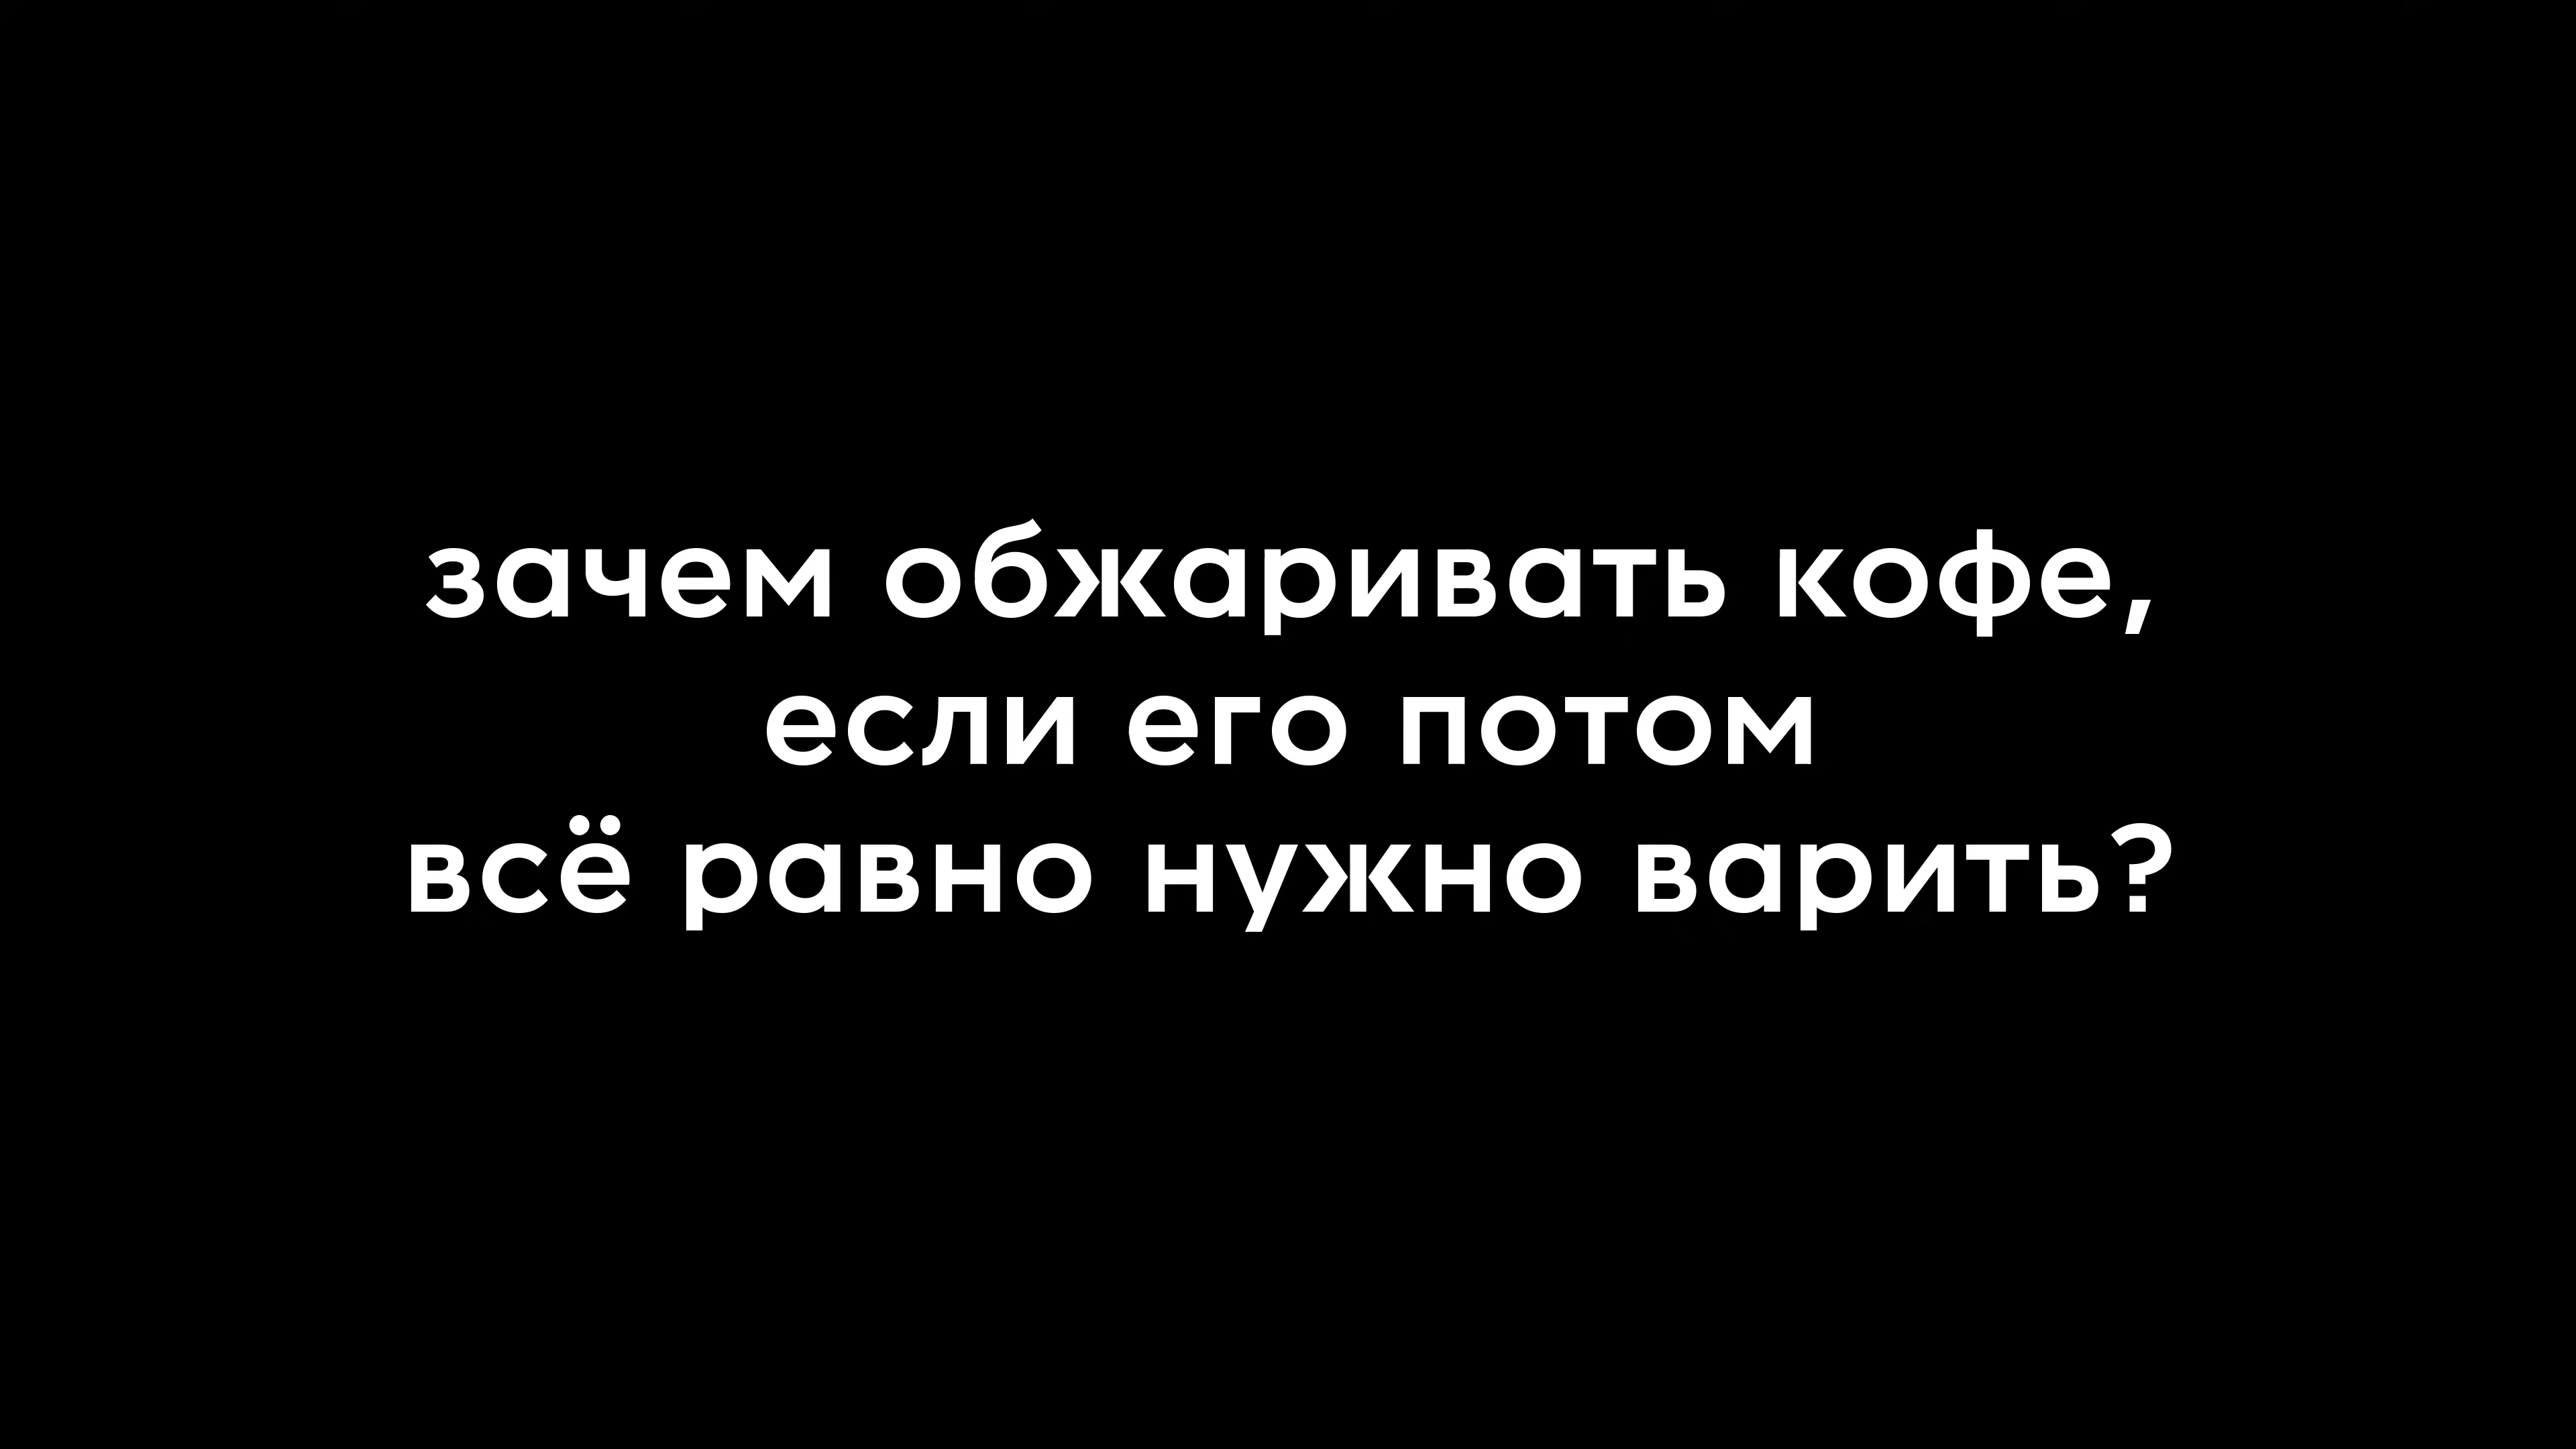 зачем обжаривать кофе,
если его потом
всё равно нужно варить?